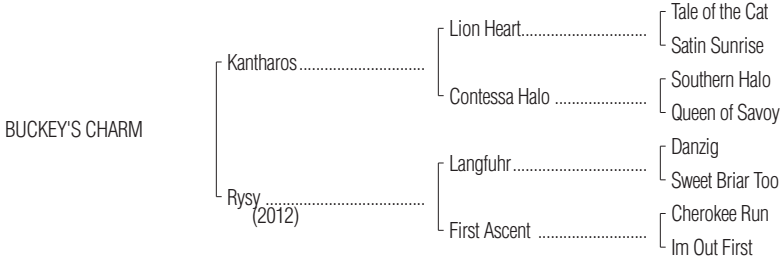 Tale of the Cat
Lion Heart..............................
Satin Sunrise
Kantharos..............................
Southern Halo
Contessa Halo ......................
Queen of Savoy
BUCKEY'S CHARM
Danzig
Langfuhr................................
Sweet Briar Too
Rysy ......................................
(2012)
Cherokee Run
First Ascent ..........................
Im Out First